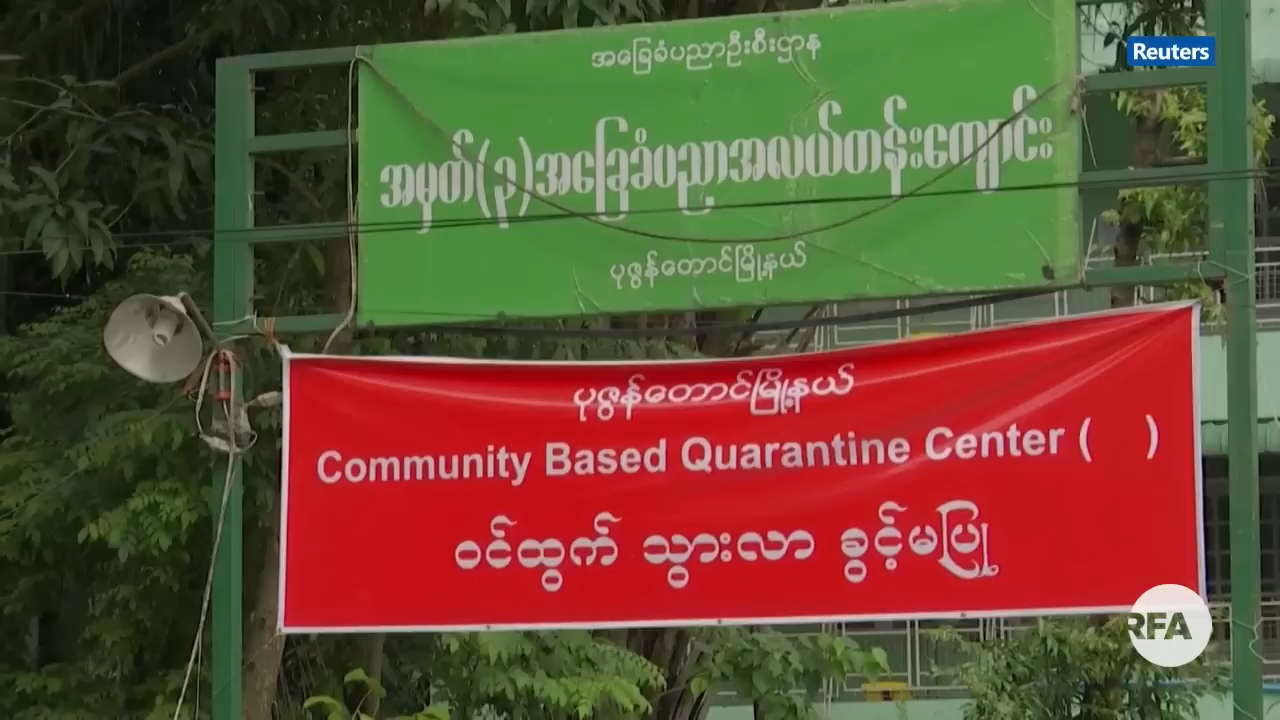 Reuters
အခြေခံပညာဦးစီးဌာန
အမှတ်(၃)အခြေခံပညာအလယ်တန်းကျောင်း
ပုဇွန်တောင်မြို့နယ်
ပုဇွန်တောင်မြို့နယ်
Community Based Quarantine Center (    )
ဝင်ထွက် သွားလာ ခွင့်မပြု
RFA